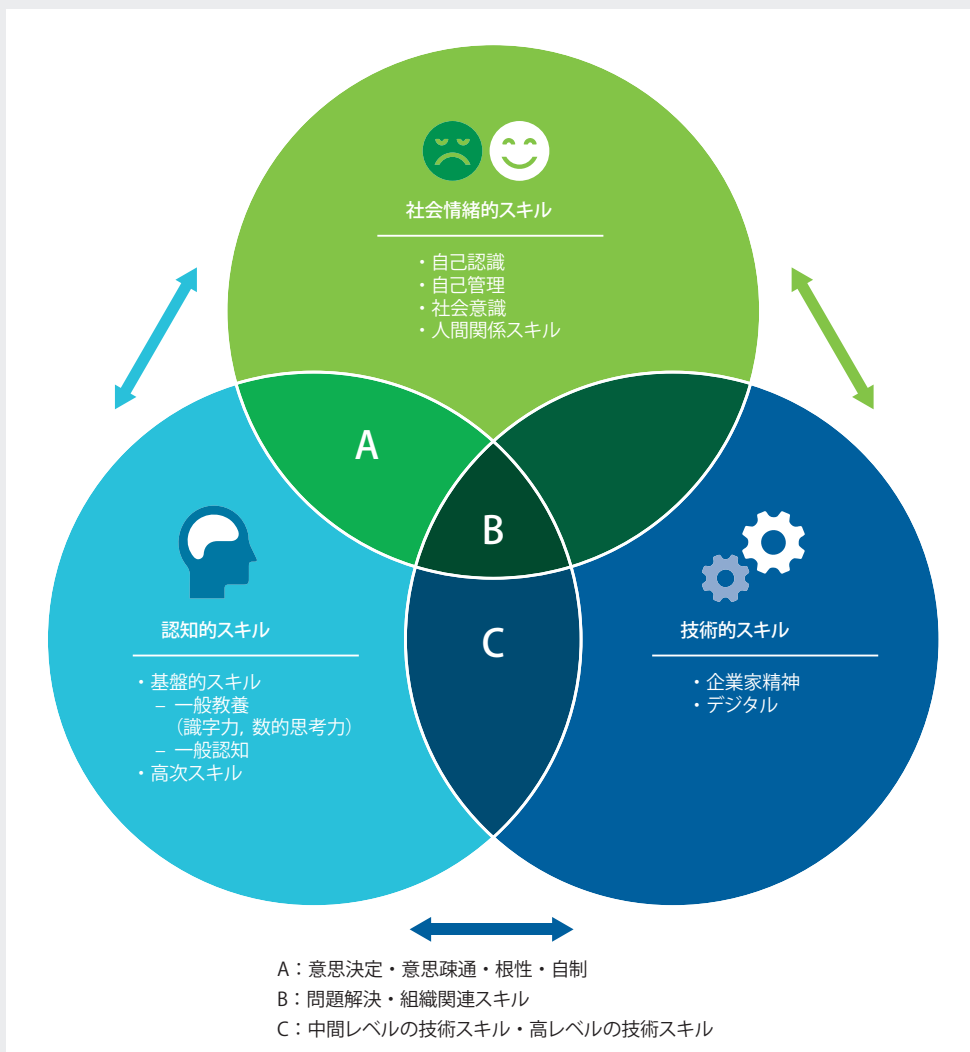 社会情緒的スキル
・自己認識
・自己管理
・社会意識
・人間関係スキル
A
B
C
認知的スキル
・基盤的スキル
– 一般教養
（識字力, 数的思考力）
– 一般認知
・高次スキル
技術的スキル
・企業家精神
・デジタル
A：意思決定・意思疎通・根性・自制
B：問題解決・組織関連スキル
C：中間レベルの技術スキル・高レベルの技術スキル